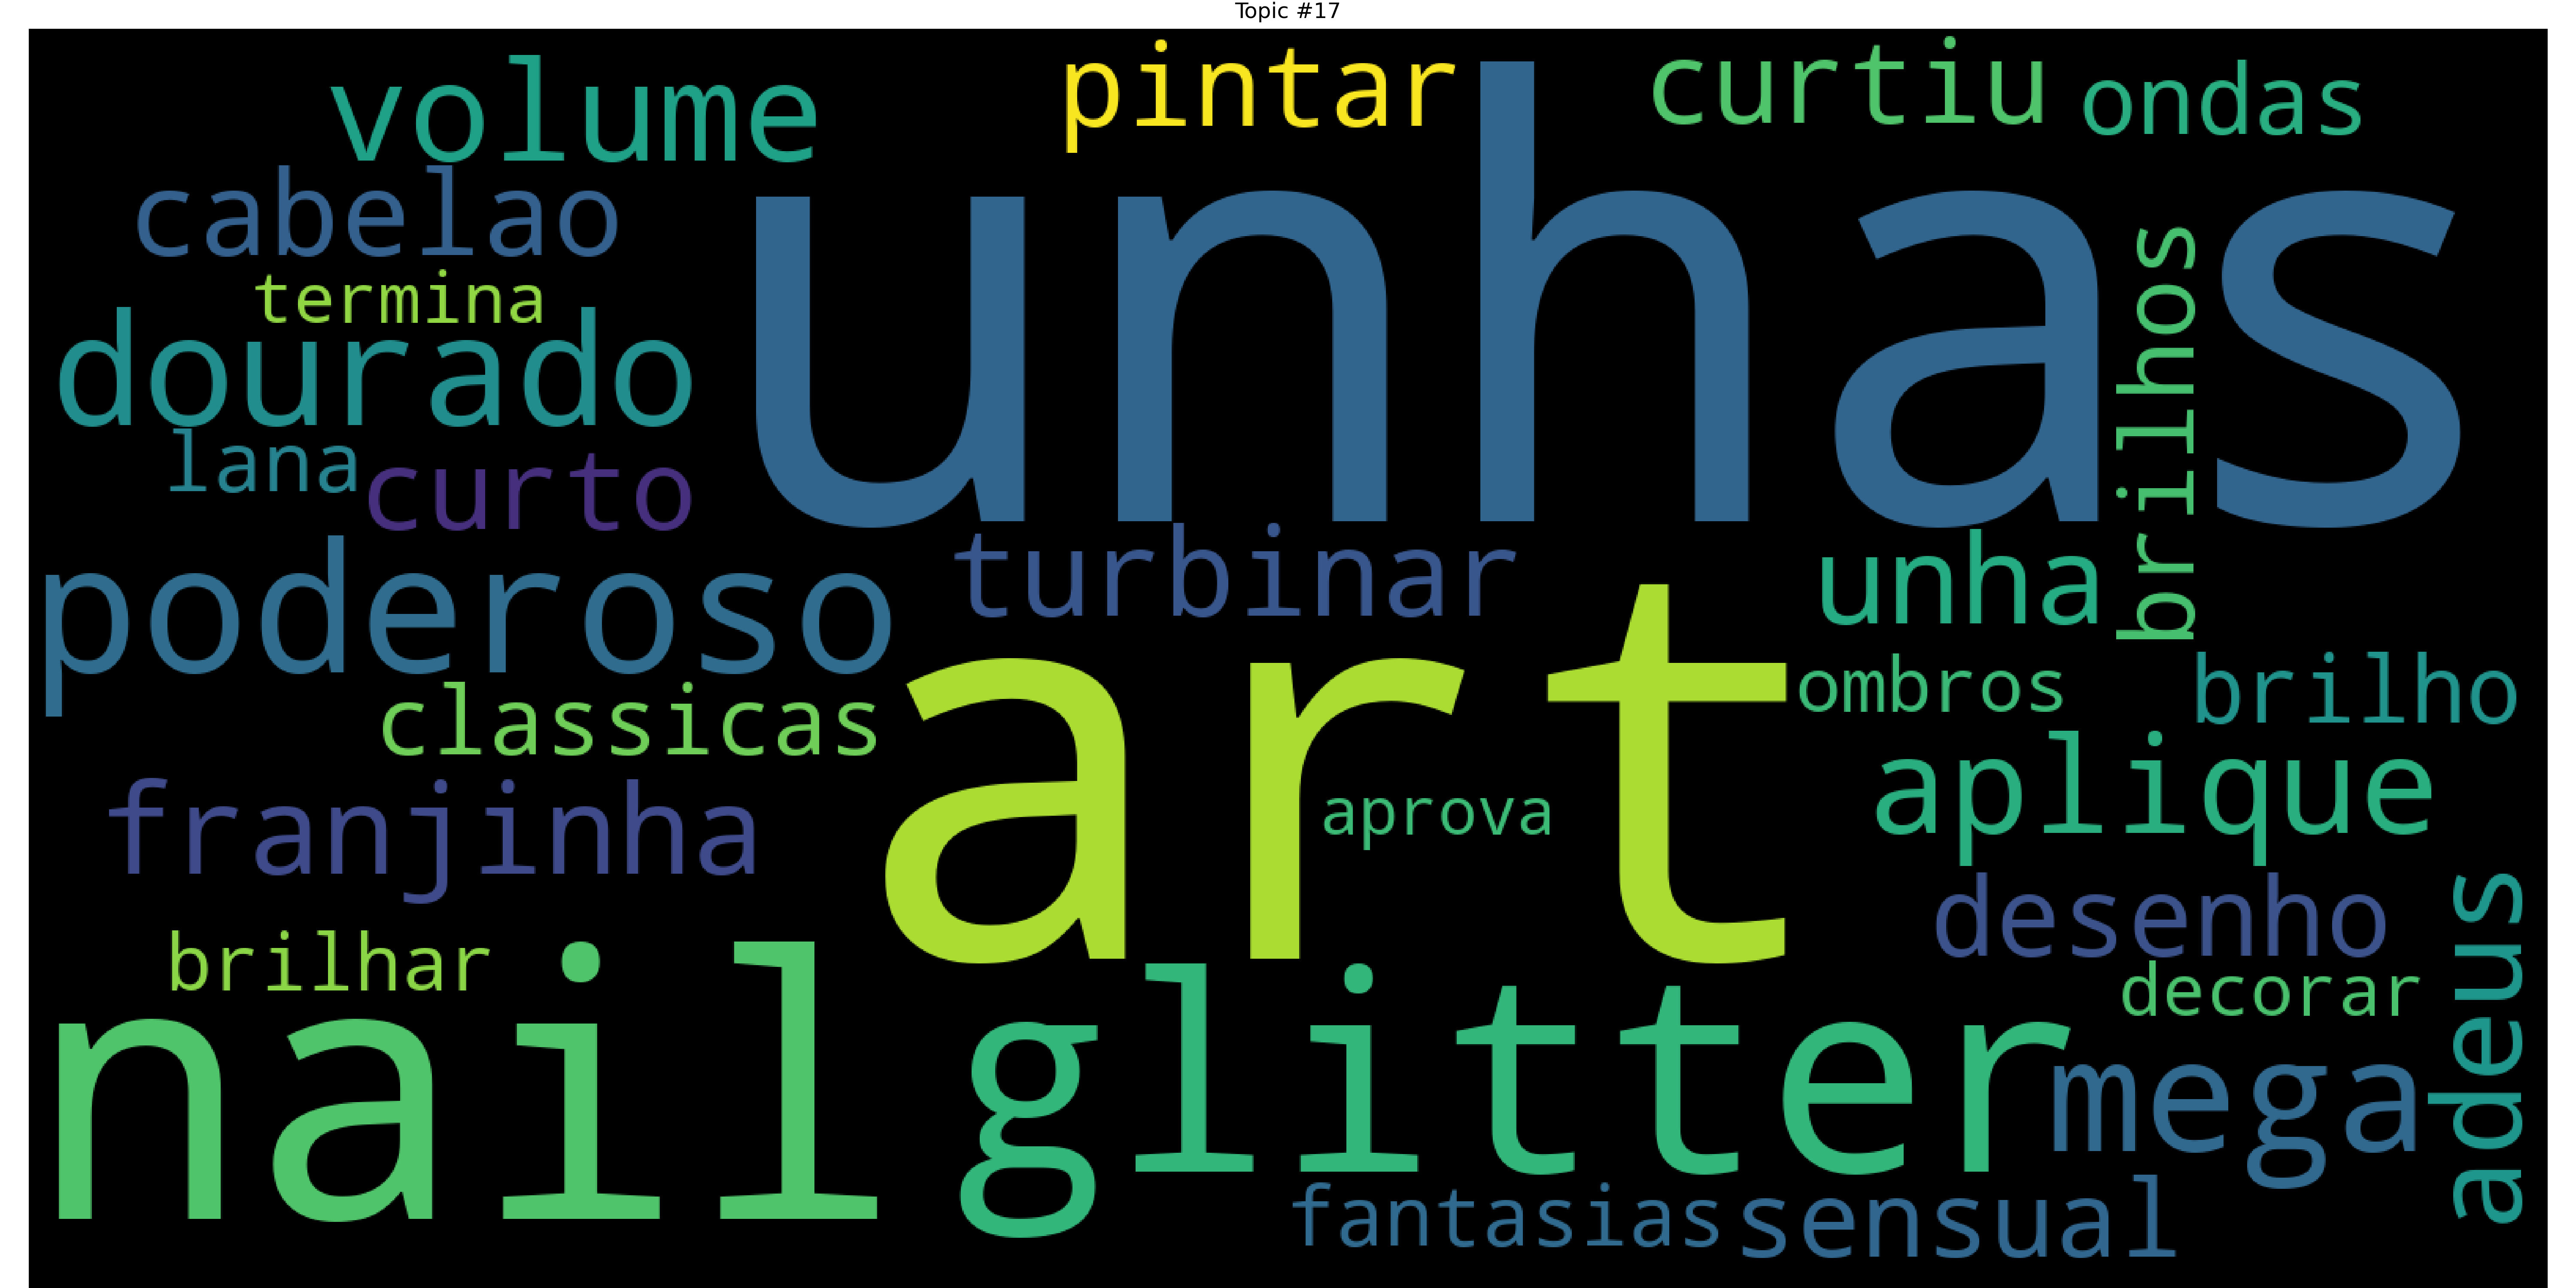 Topic #17
volume
pintar
curtiu
ondas
cabelao
unhas
termina
brilhos
dourado
lana
curto
poderoso
turbinar
unha
classicas
art
ombros
brilho
franjinha
aprova
aplique
desenho
adeus
brilhar
nail
glitter
decorar
mega
fantasias
sensual